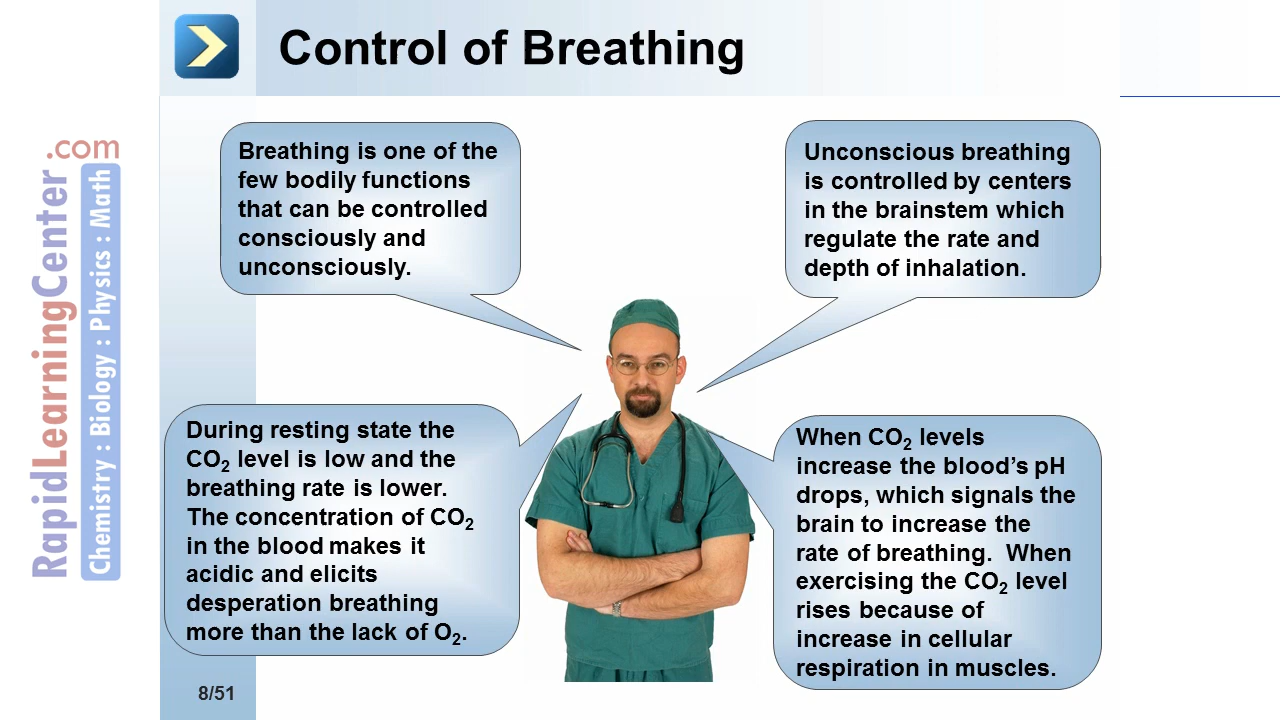 Control of Breathing
Breathing is one of the
few bodily functions
that can be controlled
consciously and
unconsciously.
Unconscious breathing
is controlled by centers
in the brainstem which
regulate the rate and
depth of inhalation.
During resting state the
CO₂ level is low and the
breathing rate is lower.
The concentration of CO₂
in the blood makes it
acidic and elicits
desperation breathing
more than the lack of O₂.
When CO₂ levels
increase the blood’s pH
drops, which signals the
brain to increase the
rate of breathing.  When
exercising the CO₂ level
rises because of
increase in cellular
respiration in muscles.
RapidLearningCenter.com
Chemistry : Biology : Physics : Math
8/51